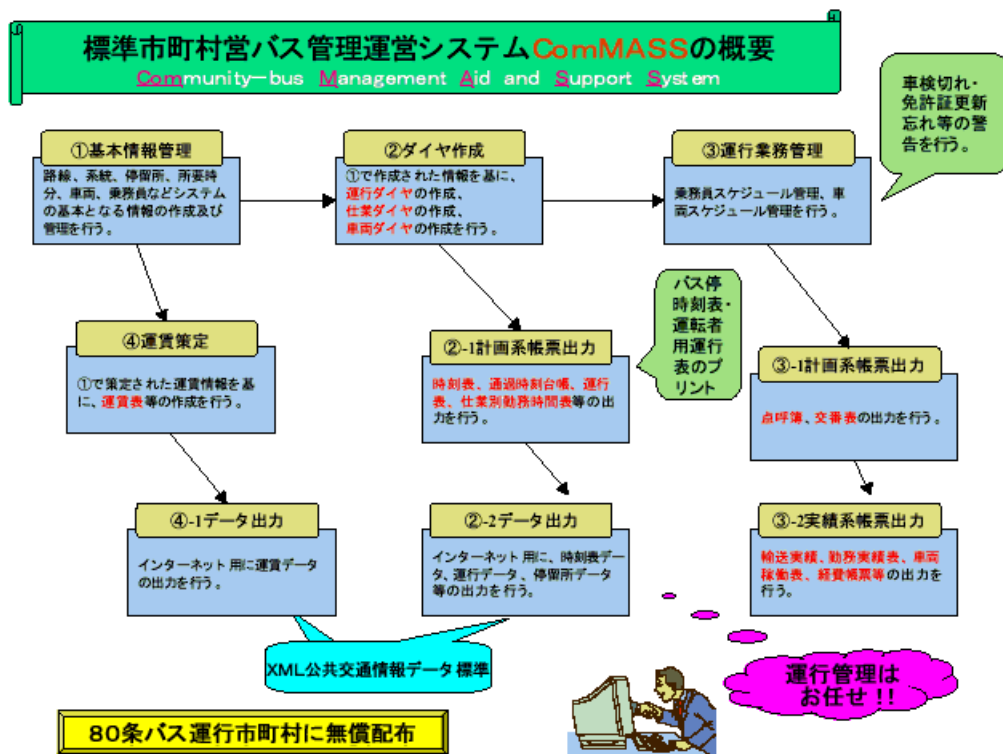 標準市町村営バス管理運営システムComMASSの概要
Community－bus Management Aid and Support System
車検切れ・
免許証更新
忘れ等の警
告を行う。
①基本情報管理
路線、系統、停留所、所要時
分、車両、乗務員などシステム
の基本となる情報の作成及び
管理を行う。
②ダイヤ作成
①で作成された情報を基に、
運行ダイヤの作成、
仕業ダイヤの作成、
車両ダイヤの作成を行う。
③運行業務管理
乗務員スケジュール管理、車
両スケジュール管理を行う。
バス停
時刻表・
運転者
用運行
表のプ
リント
④運賃策定
①で策定された運賃情報を基
に、運賃表等の作成を行う。
②-1計画系帳票出力
時刻表、通過時刻台帳、運行
表、仕業別勤務時間表等の出
力を行う。
③-1計画系帳票出力
点呼簿、交番表の出力を行う。
④-1データ出力
インターネット用に運賃データ
の出力を行う。
②-2データ出力
インターネット用に、時刻表デー
タ、運行データ、停留所データ
等の出力を行う。
③-2実績系帳票出力
輸送実績、勤務実績表、車両
稼働表、経費帳票等の出力を
行う。
XML公共交通情報データ標準
運行管理は
お任せ！！
80条バス運行市町村に無償配布